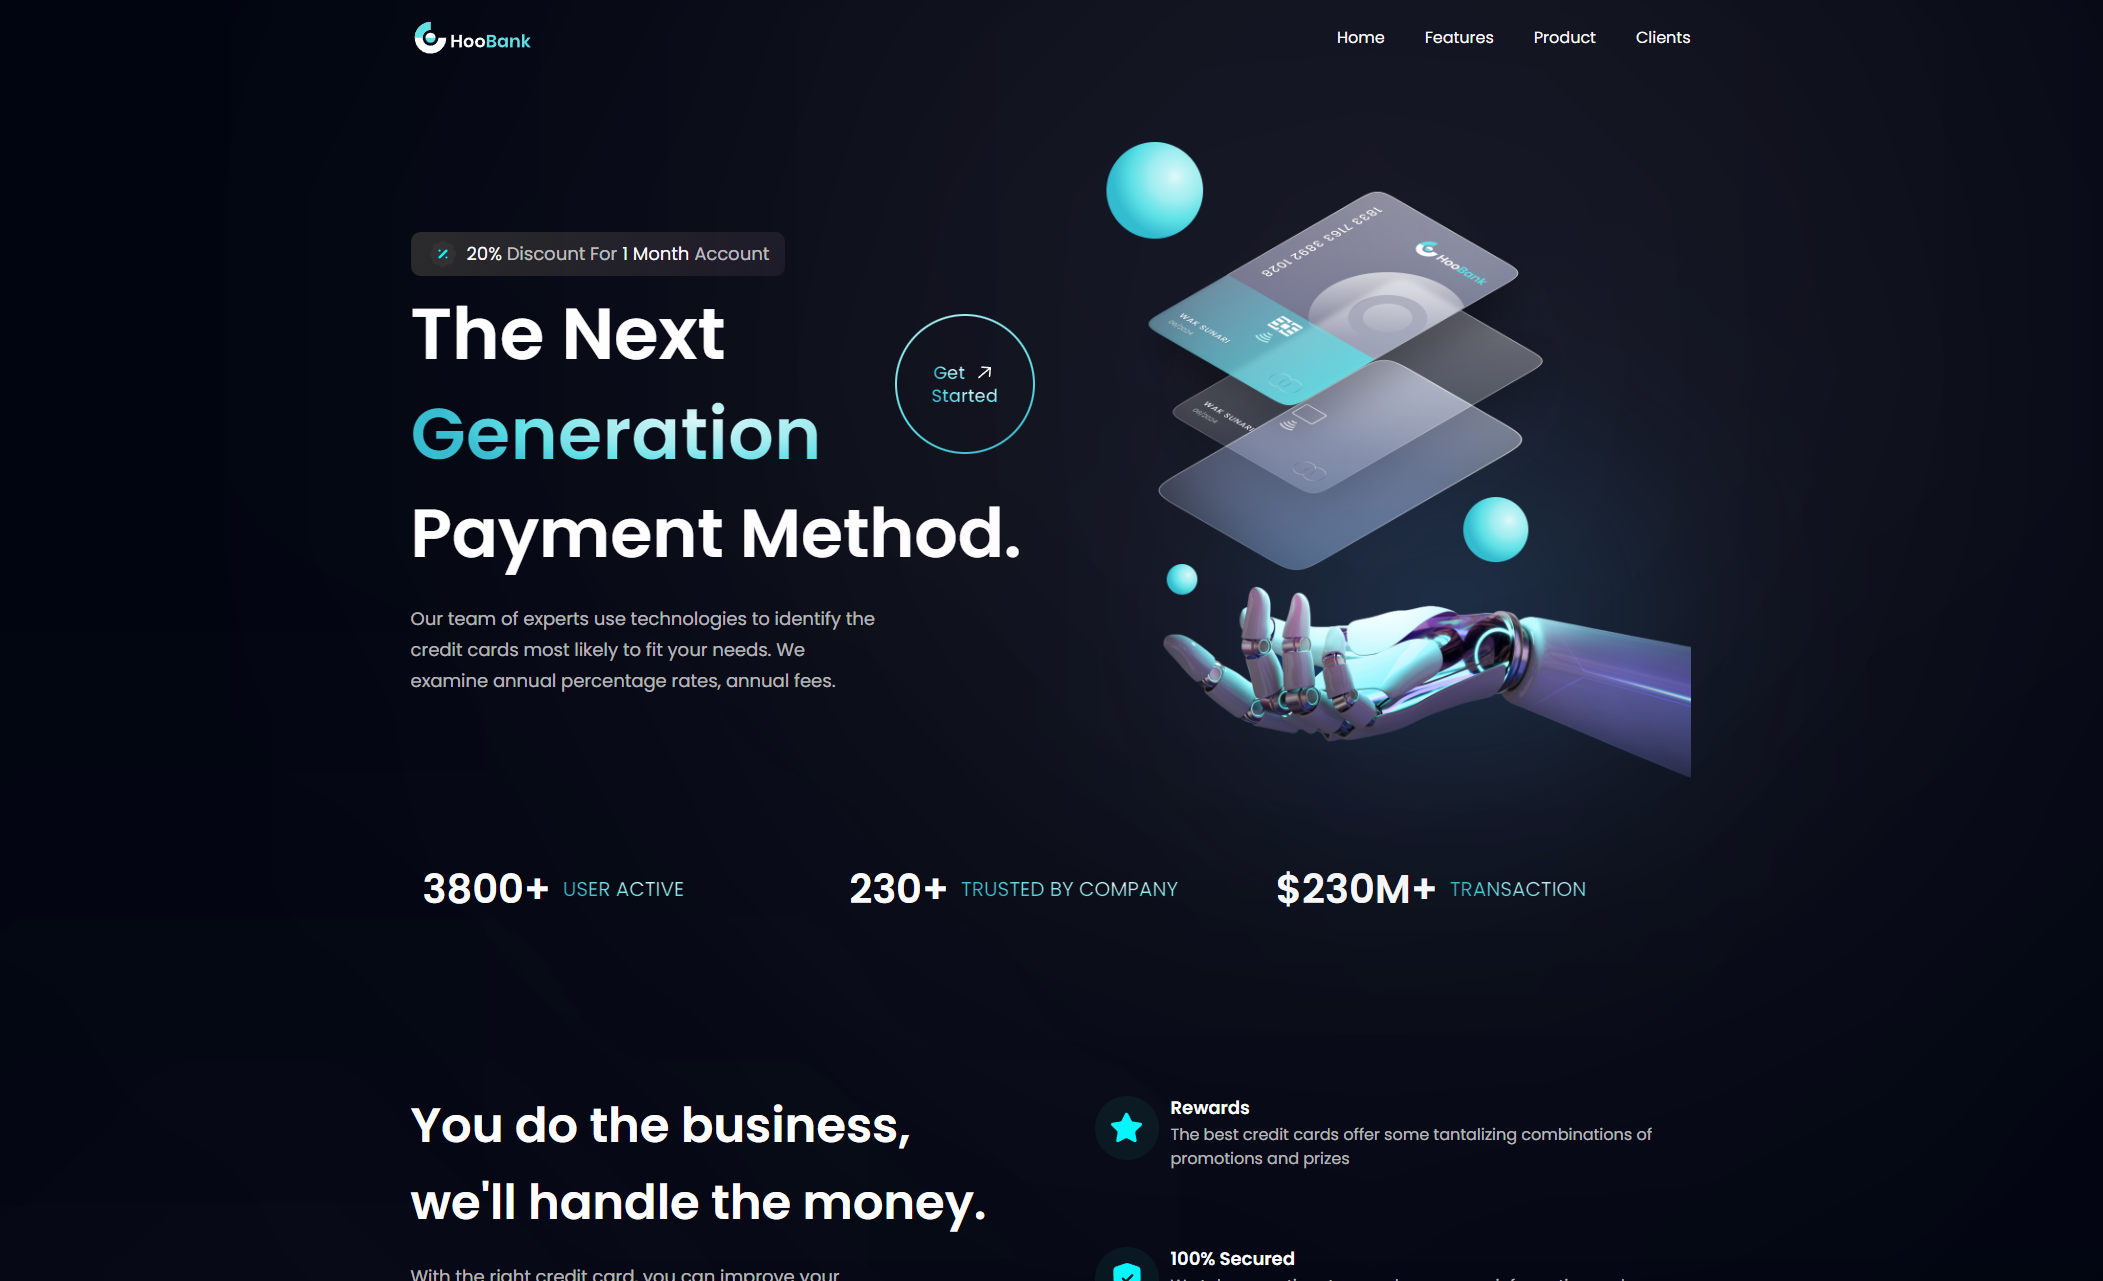 HooBank
Home
Features
Product
Clients
20% Discount For 1 Month Account
The Next
Generation
Payment Method.
Get
Started
Our team of experts use technologies to identify the
credit cards most likely to fit your needs. We
examine annual percentage rates, annual fees.
1833 7163 3892 1028
HooBank
WAK SUNARI
06/2024
WAK SUNARI
06/2024
3800+ USER ACTIVE
230+ TRUSTED BY COMPANY
$230M+ TRANSACTION
You do the business,
we'll handle the money.
With the right credit card, you can improve your
Rewards
The best credit cards offer some tantalizing combinations of
promotions and prizes
100% Secured